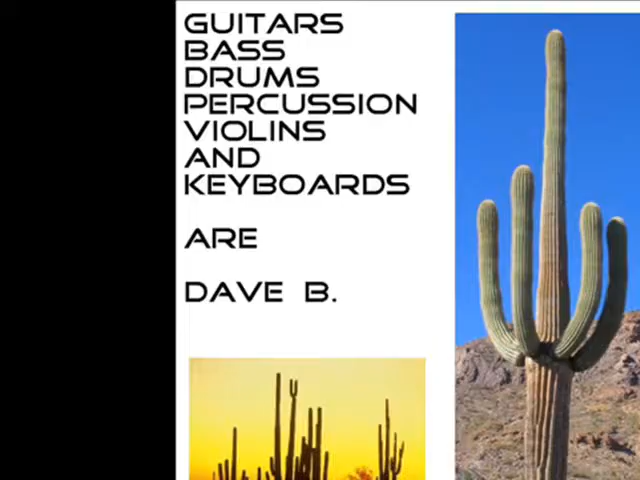 GUITARS
BASS
DRUMS
PERCUSSION
VIOLINS
AND
KEYBOARDS
ARE
DAVE B.